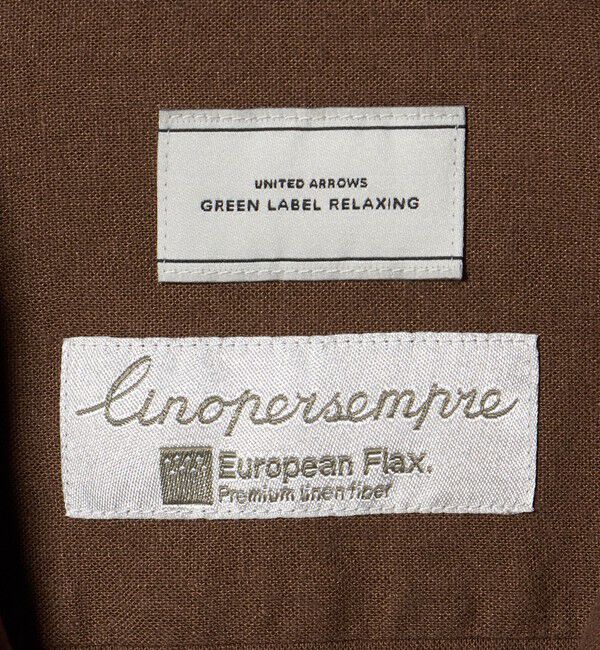 UNITED ARROWS
GREEN LABEL RELAXING
linopersempre
European Flax.
Premium linen fiber